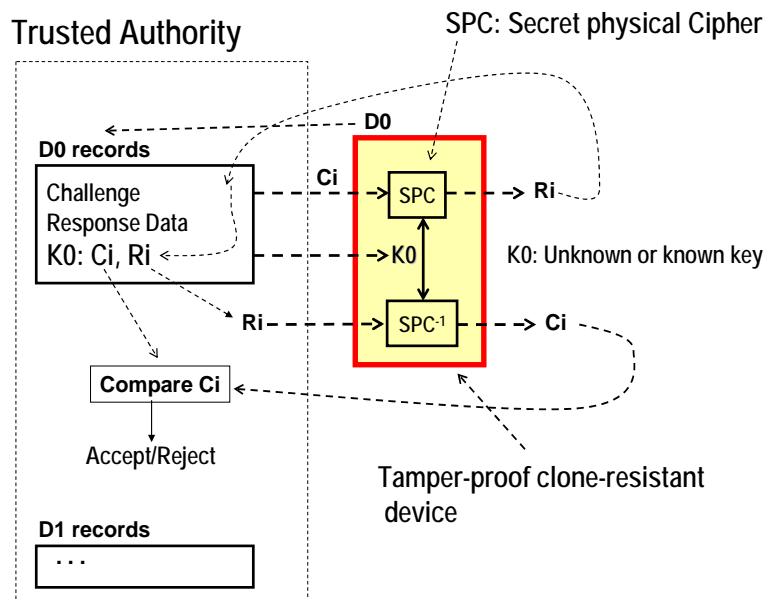 Trusted Authority
SPC: Secret physical Cipher
D0
D0 records
Challenge
Response Data
K0: Ci, Ri
Ci
SPC
Ri
K0
K0: Unknown or known key
Ri
SPC-1
Ci
Compare Ci
Accept/Reject
Tamper-proof clone-resistant
device
D1 records
...